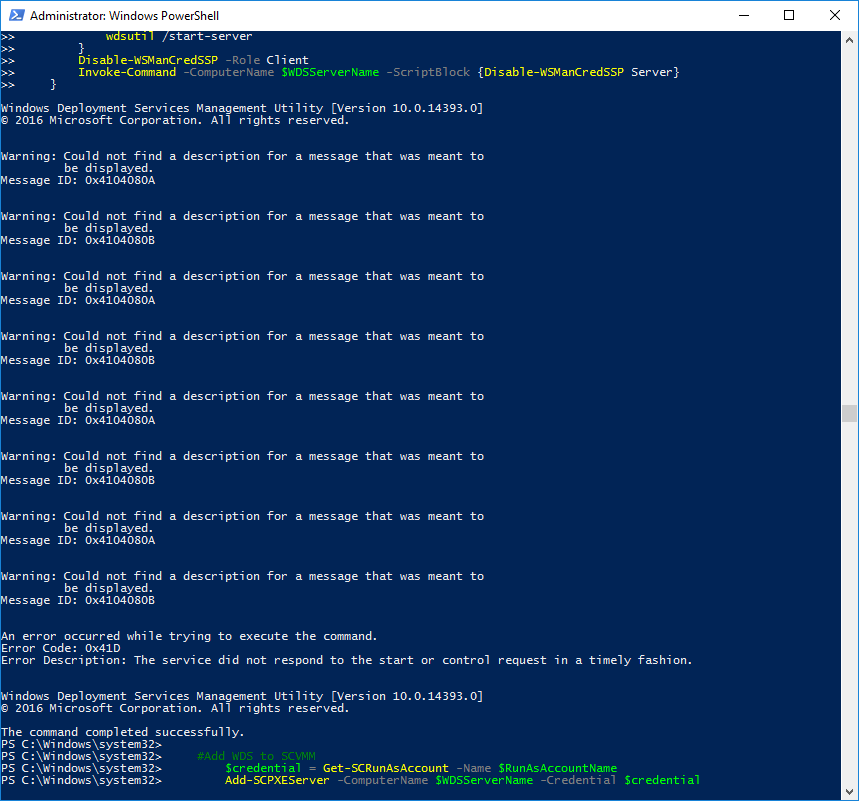 Administrator: Windows PowerShell
>>             wdsutil /start-server
>>         }
>>         Disable-WSManCredSSP -Role Client
>>         Invoke-Command -ComputerName $WDSServerName -ScriptBlock {Disable-WSManCredSSP Server}
>>     }
Windows Deployment Services Management Utility [Version 10.0.14393.0]
© 2016 Microsoft Corporation. All rights reserved.
Warning: Could not find a description for a message that was meant to
         be displayed.
Message ID: 0x4104080A
Warning: Could not find a description for a message that was meant to
         be displayed.
Message ID: 0x4104080B
Warning: Could not find a description for a message that was meant to
         be displayed.
Message ID: 0x4104080A
Warning: Could not find a description for a message that was meant to
         be displayed.
Message ID: 0x4104080B
Warning: Could not find a description for a message that was meant to
         be displayed.
Message ID: 0x4104080A
Warning: Could not find a description for a message that was meant to
         be displayed.
Message ID: 0x4104080B
Warning: Could not find a description for a message that was meant to
         be displayed.
Message ID: 0x4104080A
Warning: Could not find a description for a message that was meant to
         be displayed.
Message ID: 0x4104080B
An error occurred while trying to execute the command.
Error Code: 0x41D
Error Description: The service did not respond to the start or control request in a timely fashion.
Windows Deployment Services Management Utility [Version 10.0.14393.0]
© 2016 Microsoft Corporation. All rights reserved.
The command completed successfully.
PS C:\Windows\system32>
PS C:\Windows\system32>     #Add WDS to SCVMM
PS C:\Windows\system32>         $credential = Get-SCRunAsAccount -Name $RunAsAccountName
PS C:\Windows\system32>         Add-SCPXEServer -ComputerName $WDSServerName -Credential $credential